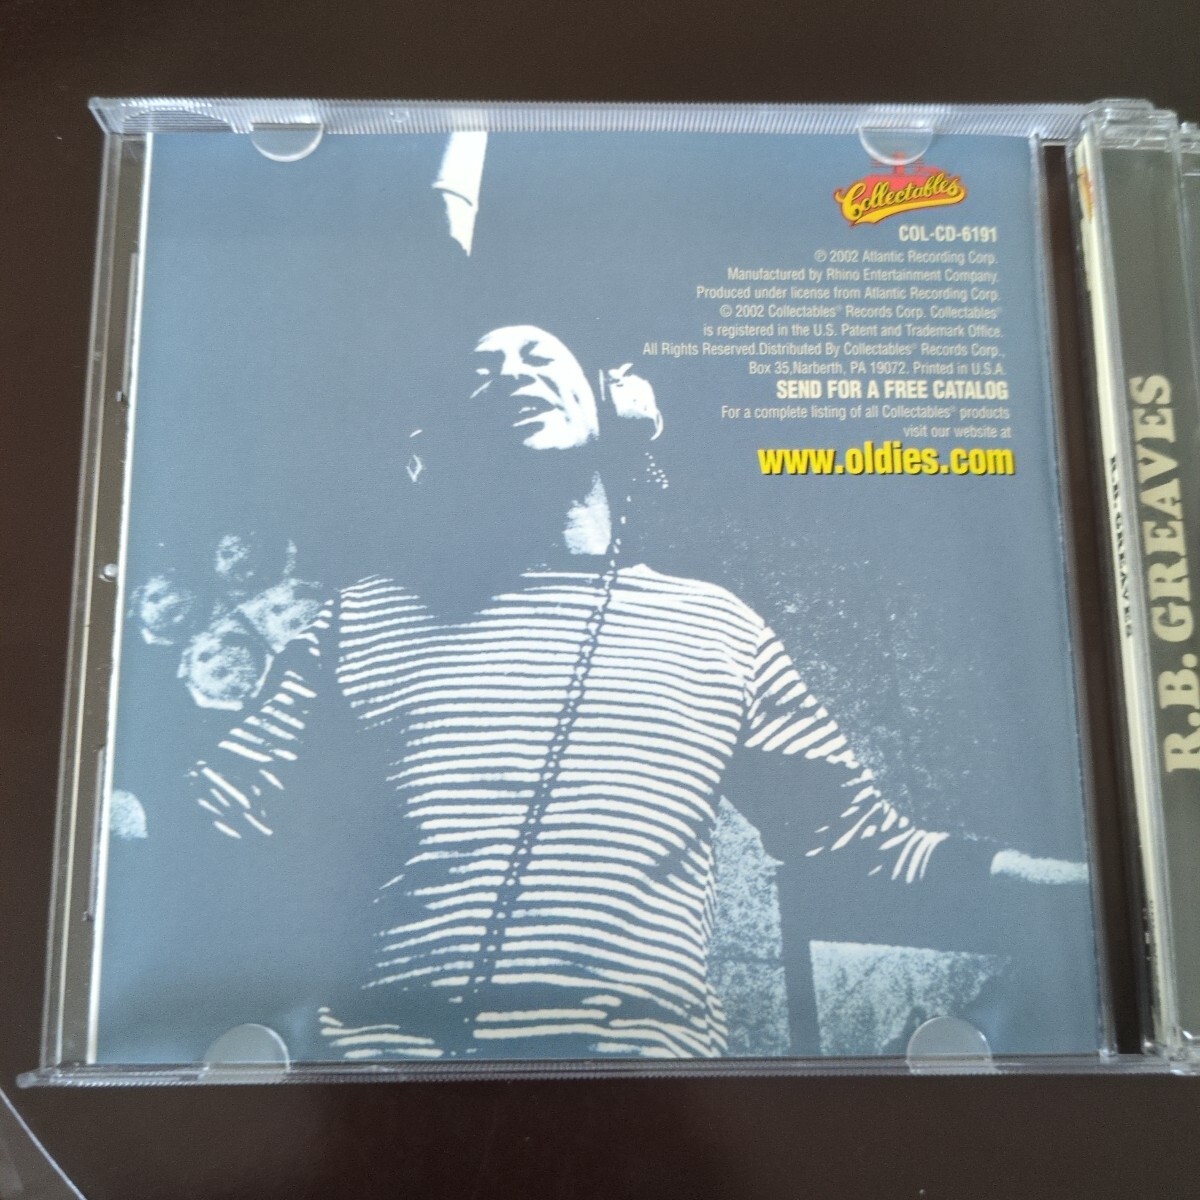 Collectables
COL-CD-6191
℗ 2002 Atlantic Recording Corp.
Manufactured by Rhino Entertainment Company.
Produced under license from Atlantic Recording Corp.
© 2002 Collectables® Records Corp. Collectables®
is registered in the U.S. Patent and Trademark Office.
All Rights Reserved.Distributed By Collectables® Records Corp.,
Box 35,Narberth, PA 19072. Printed in U.S.A.
SEND FOR A FREE CATALOG
For a complete listing of all Collectables® products
visit our website at
www.oldies.com
R.B. GREAVES
R.B. GREAVES